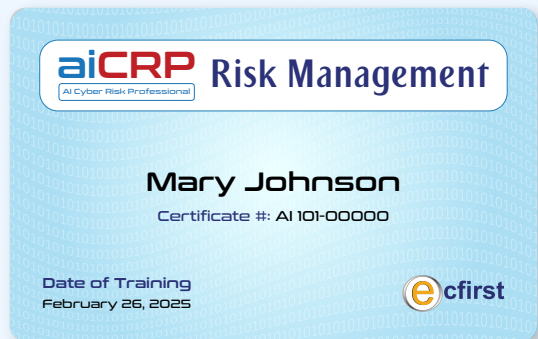 aiCRP Risk Management
AI Cyber Risk Professional
Mary Johnson
Certificate #: AI 101-00000
Date of Training
February 26, 2025
ecfirst